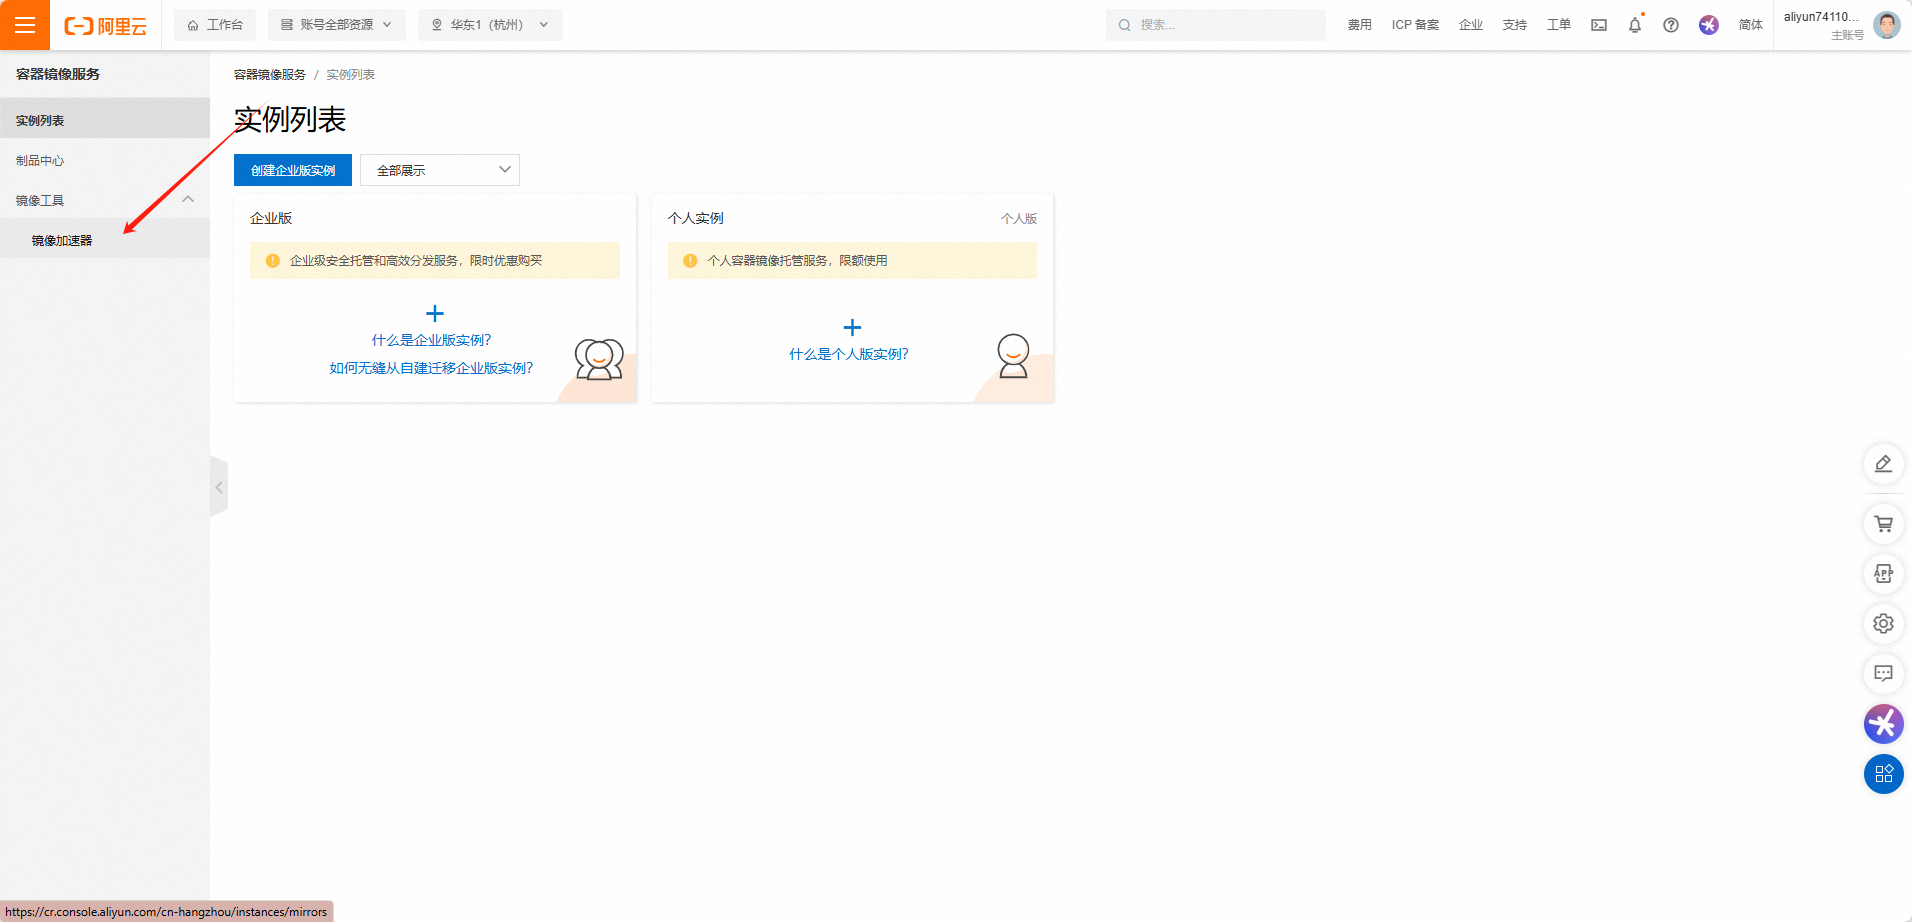 阿里云
工作台
账号全部资源
华东1（杭州）
搜索...
费用
ICP 备案
企业
支持
工单
简体
aliyun74110...
主账号
容器镜像服务
实例列表
制品中心
镜像工具
镜像加速器
容器镜像服务 / 实例列表
实例列表
创建企业版实例
全部展示
企业版
企业级安全托管和高效分发服务，限时优惠购买
什么是企业版实例？
如何无缝从自建迁移企业版实例？
个人实例
个人版
个人容器镜像托管服务，限额使用
什么是个人版实例？
APP
https://cr.console.aliyun.com/cn-hangzhou/instances/mirrors